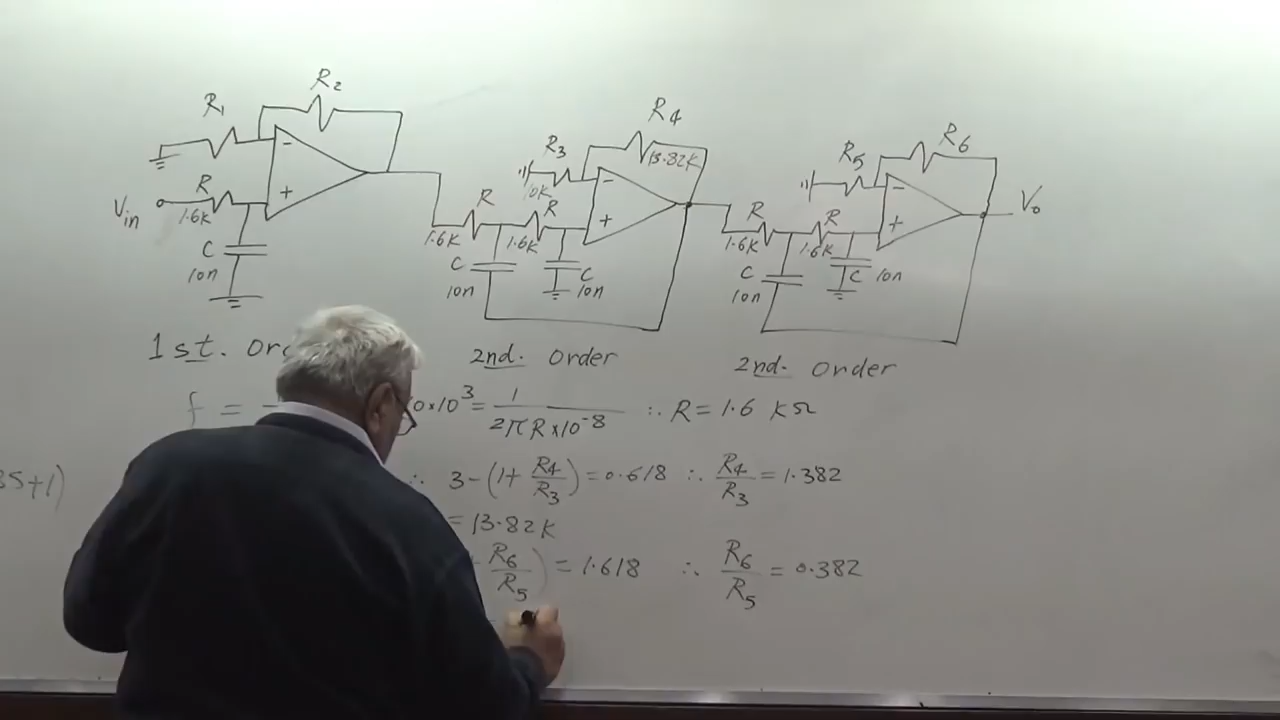 R₁ R₂
R
1.6K
Vin
C
10n
R₃
10K
R₄
13.82K
R R
1.6K 1.6K
C
10n
C
10n
R₅
R₆
R R
1.6K 1.6K
C
10n
C 10n
Vo
1st. Or
2nd. Order
2nd. Order
f = 0×10³ = 1/(2πR×10⁻⁸) ∴ R = 1.6 KΩ
S+1)
∴ 3-(1+R₄/R₃) = 0.618 ∴ R₄/R₃ = 1.382
= 13.82K
R₆/R₅) = 1.618 ∴ R₆/R₅ = 0.382